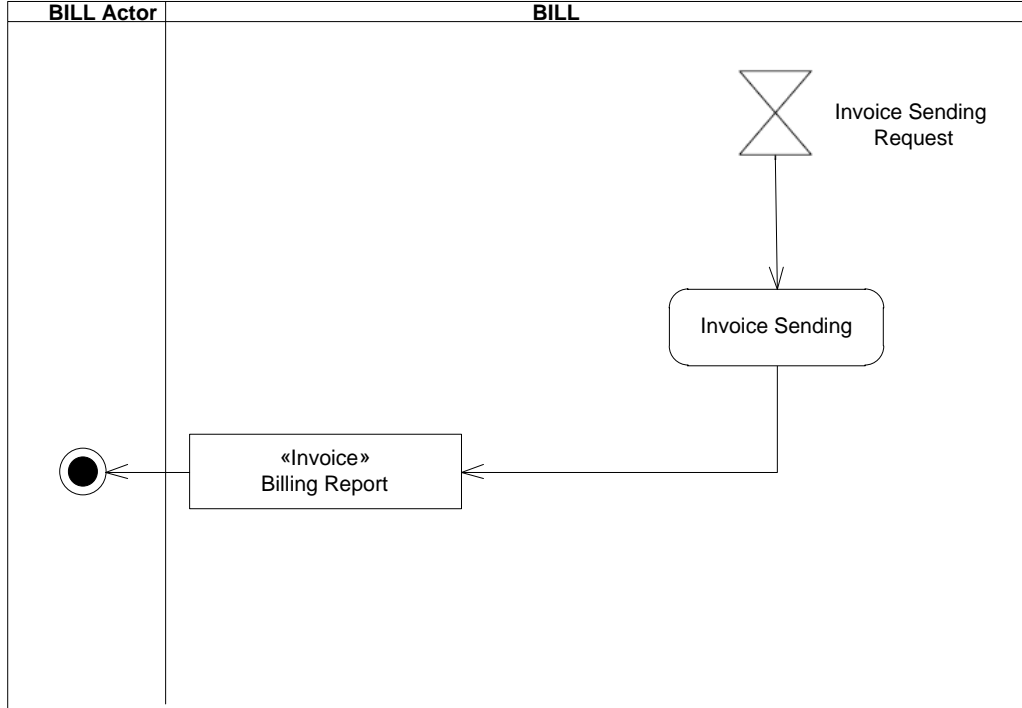 BILL Actor
BILL
Invoice Sending
Request
Invoice Sending
«Invoice»
Billing Report